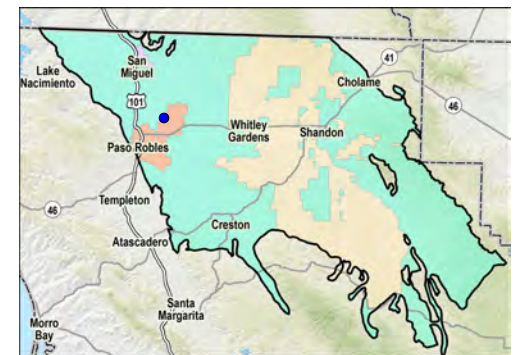 San
Miguel
Lake
Nacimiento
41
Cholame
101
46
Whitley
Gardens
Shandon
Paso Robles
Templeton
46
Creston
Atascadero
Santa
Margarita
Morro
Bay